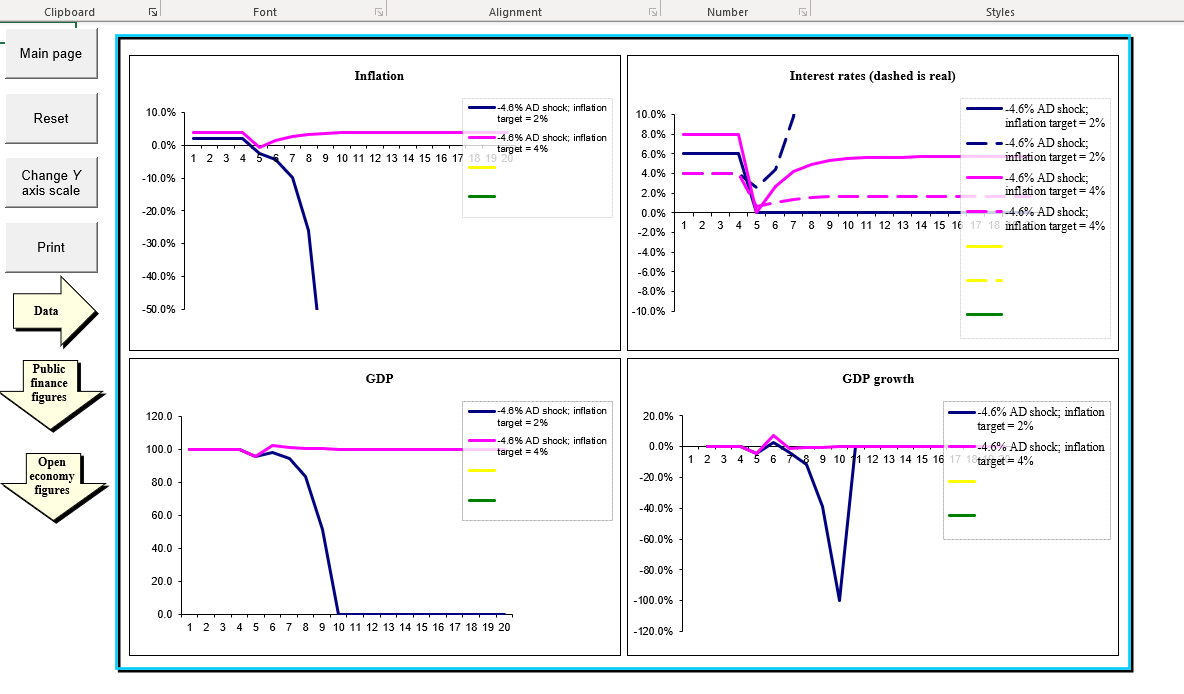 Clipboard Font Alignment Number Styles
Main page
Reset
Change Y
axis scale
Print
Data
Public
finance
figures
Open
economy
figures
Inflation
10.0%
0.0%
-10.0%
-20.0%
-30.0%
-40.0%
-50.0%
1 2 3 4 5 6 7 8 9 10 11 12 13 14 15 16 17 18 19 20
-4.6% AD shock; inflation
target = 2%
-4.6% AD shock; inflation
target = 4%
Interest rates (dashed is real)
10.0%
8.0%
6.0%
4.0%
2.0%
0.0%
-2.0%
-4.0%
-6.0%
-8.0%
-10.0%
1 2 3 4 5 6 7 8 9 10 11 12 13 14 15 16 17 18
-4.6% AD shock;
inflation target = 2%
-4.6% AD shock;
inflation target = 2%
-4.6% AD shock;
inflation target = 4%
-4.6% AD shock;
inflation target = 4%
GDP
120.0
100.0
80.0
60.0
40.0
20.0
0.0
1 2 3 4 5 6 7 8 9 10 11 12 13 14 15 16 17 18 19 20
-4.6% AD shock; inflation
target = 2%
-4.6% AD shock; inflation
target = 4%
GDP growth
20.0%
0.0%
-20.0%
-40.0%
-60.0%
-80.0%
-100.0%
-120.0%
1 2 3 4 5 6 7 8 9 10 11 12 13 14 15 16 17 18
-4.6% AD shock; inflation
target = 2%
-4.6% AD shock; inflation
target = 4%